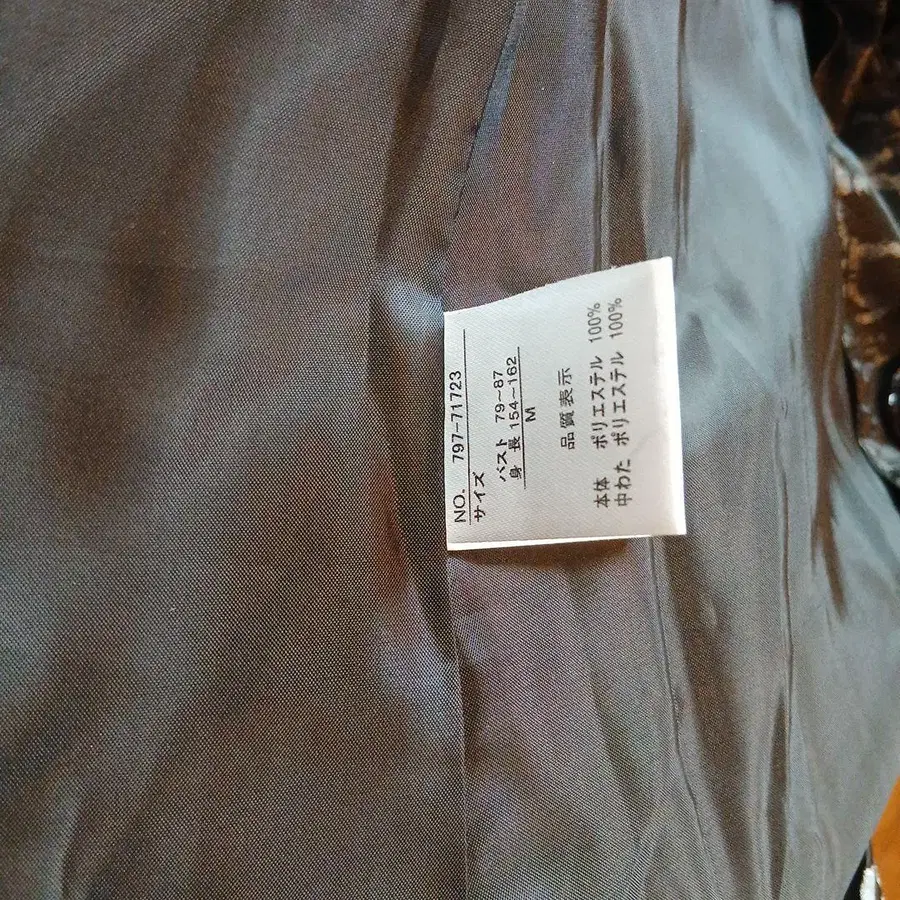 NO. 797-71723
サイズ
バスト 79~87
身長 154~162
M
品質表示
本体 ポリエステル 100%
中わた ポリエステル 100%